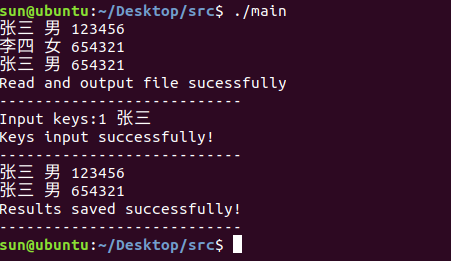 sun@ubuntu:~/Desktop/src$ ./main
张三 男 123456
李四 女 654321
张三 男 654321
Read and output file sucessfully
---------------------------
Input keys:1 张三
Keys input successfully!
---------------------------
张三 男 123456
张三 男 654321
Results saved successfully!
---------------------------
sun@ubuntu:~/Desktop/src$